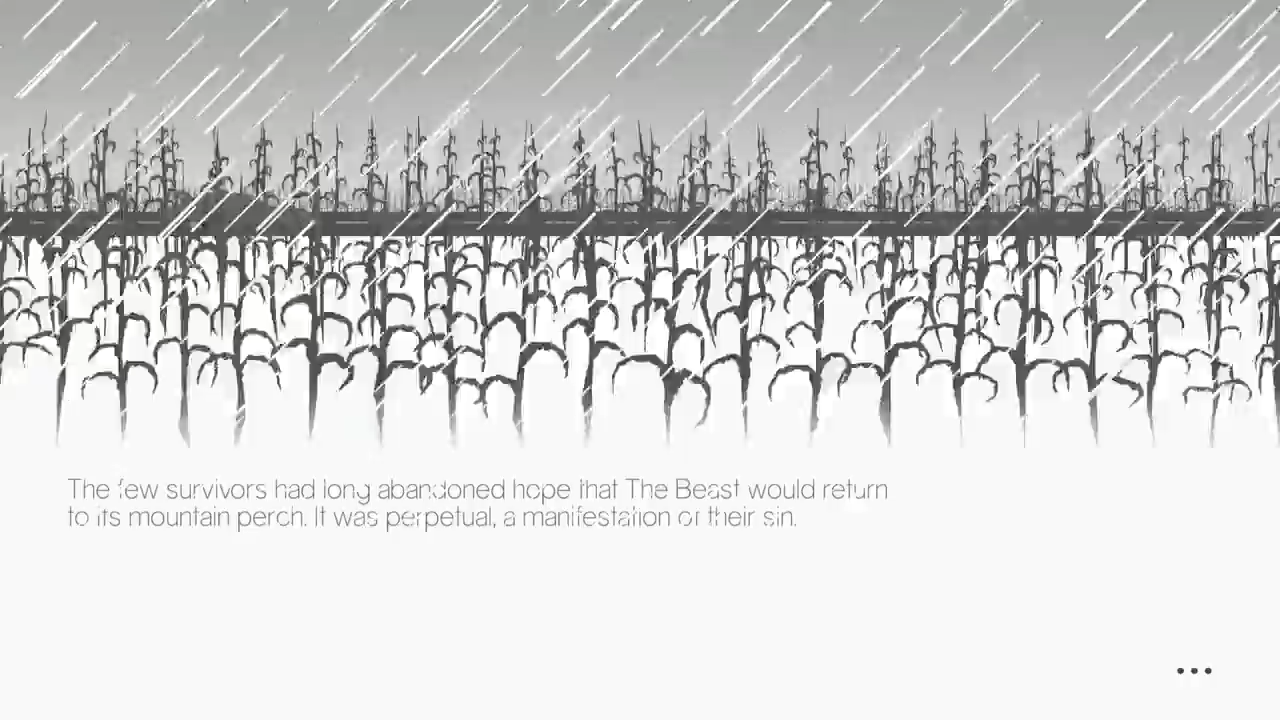 The few survivors had long abandoned hope that The Beast would return
to its mountain perch. It was perpetual, a manifestation of their sin.